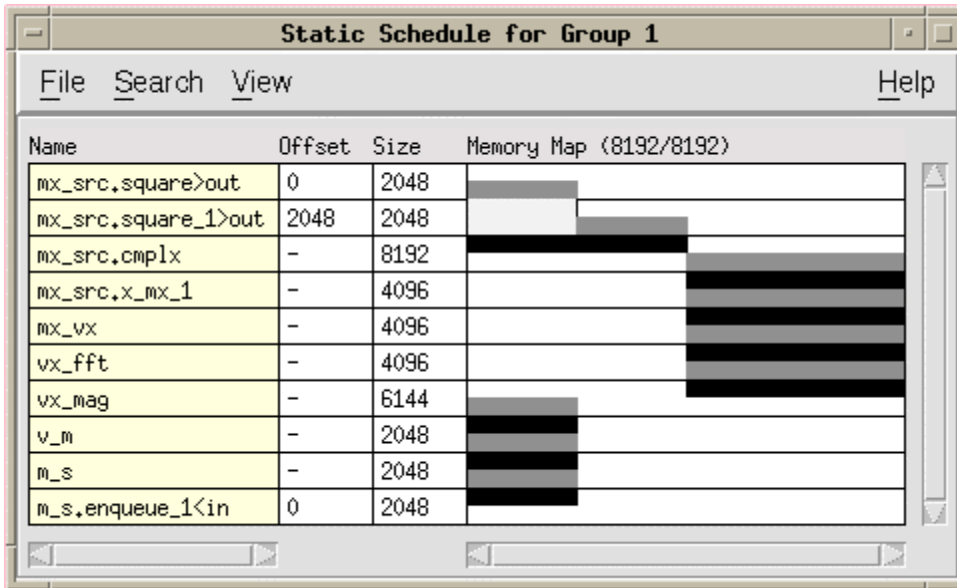 Static Schedule for Group 1
File Search View Help
Name Offset Size Memory Map (8192/8192)
mx_src.square>out 0 2048
mx_src.square_1>out 2048 2048
mx_src.cmplx - 8192
mx_src.x_mx_1 - 4096
mx_vx - 4096
vx_fft - 4096
vx_mag - 6144
v_m - 2048
m_s - 2048
m_s.enqueue_1<in 0 2048